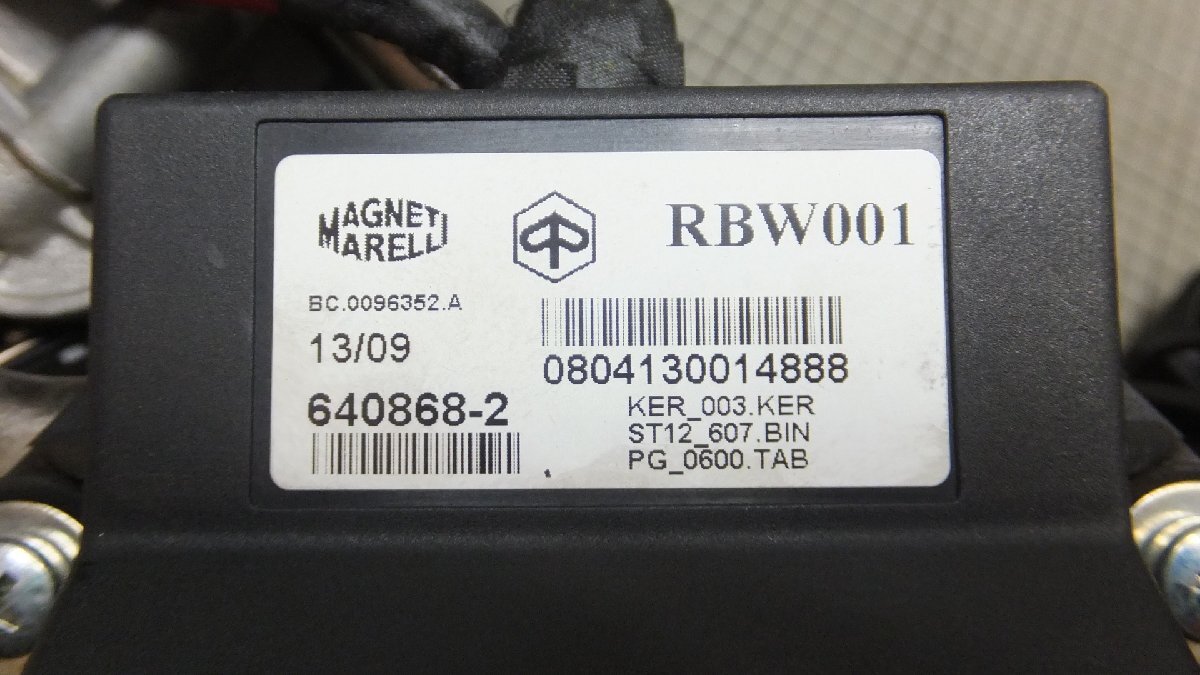 MAGNETI
MARELLI
RBW001
BC.0096352.A
13/09
0804130014888
640868-2
KER_003.KER
ST12_607.BIN
PG_0600.TAB